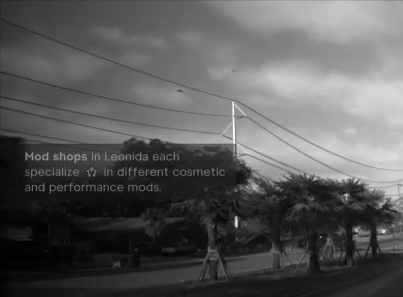 Mod shops in Leonida each
specialize in different cosmetic
and performance mods.